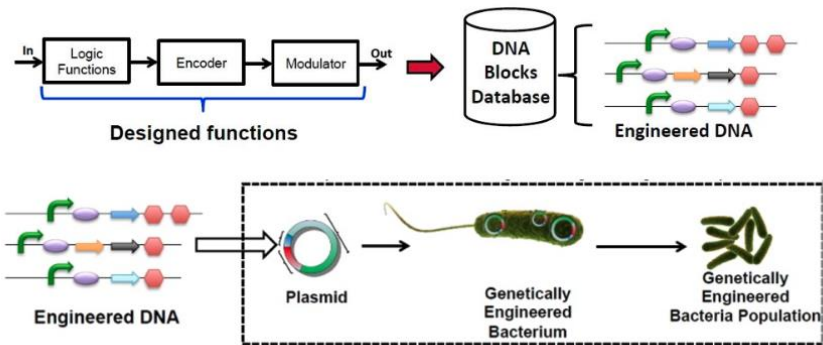 In
Logic
Functions
Encoder
Modulator
Out
Designed functions
DNA
Blocks
Database
Engineered DNA
Engineered DNA
Plasmid
Genetically
Engineered
Bacterium
Genetically
Engineered
Bacteria Population